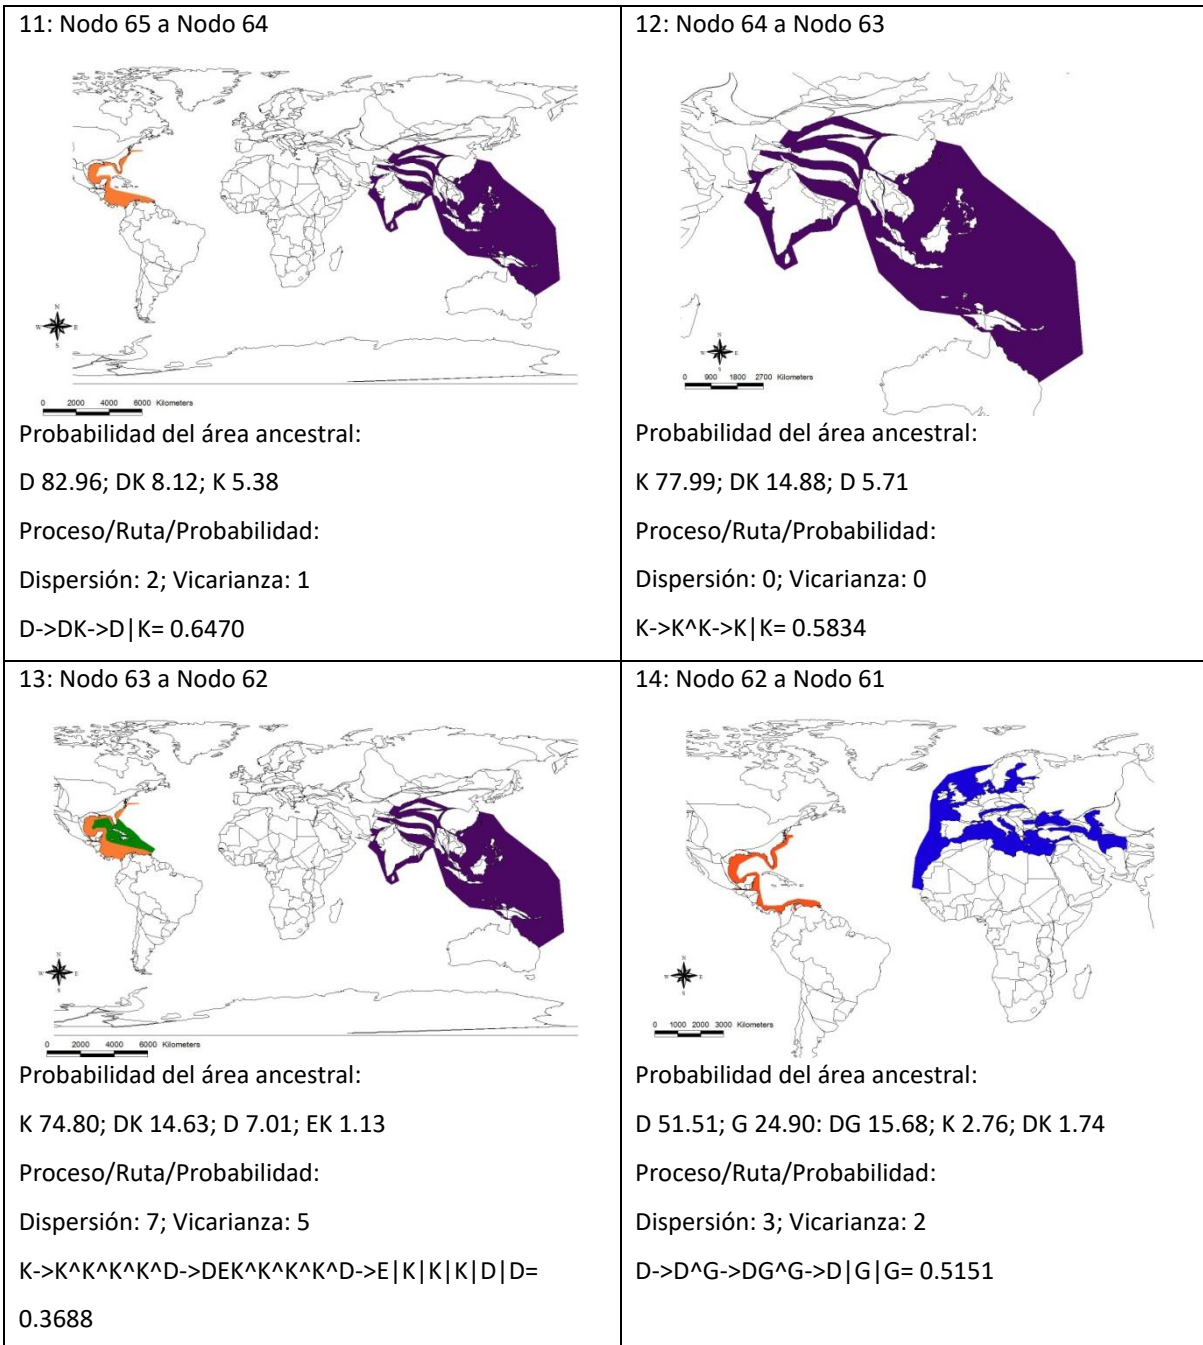 11: Nodo 65 a Nodo 64
N
W E
S
0 2000 4000 6000 Kilometers
Probabilidad del área ancestral:
D 82.96; DK 8.12; K 5.38
Proceso/Ruta/Probabilidad:
Dispersión: 2; Vicarianza: 1
D->DK->D|K= 0.6470
12: Nodo 64 a Nodo 63
N
W E
S
0 900 1800 2700 Kilometers
Probabilidad del área ancestral:
K 77.99; DK 14.88; D 5.71
Proceso/Ruta/Probabilidad:
Dispersión: 0; Vicarianza: 0
K->K^K->K|K= 0.5834
13: Nodo 63 a Nodo 62
N
W E
S
0 2000 4000 6000 Kilometers
Probabilidad del área ancestral:
K 74.80; DK 14.63; D 7.01; EK 1.13
Proceso/Ruta/Probabilidad:
Dispersión: 7; Vicarianza: 5
K->K^K^K^K^D->DEK^K^K^K^D->E|K|K|K|D|D=
0.3688
14: Nodo 62 a Nodo 61
N
W E
S
0 1000 2000 3000 Kilometers
Probabilidad del área ancestral:
D 51.51; G 24.90: DG 15.68; K 2.76; DK 1.74
Proceso/Ruta/Probabilidad:
Dispersión: 3; Vicarianza: 2
D->D^G->DG^G->D|G|G= 0.5151